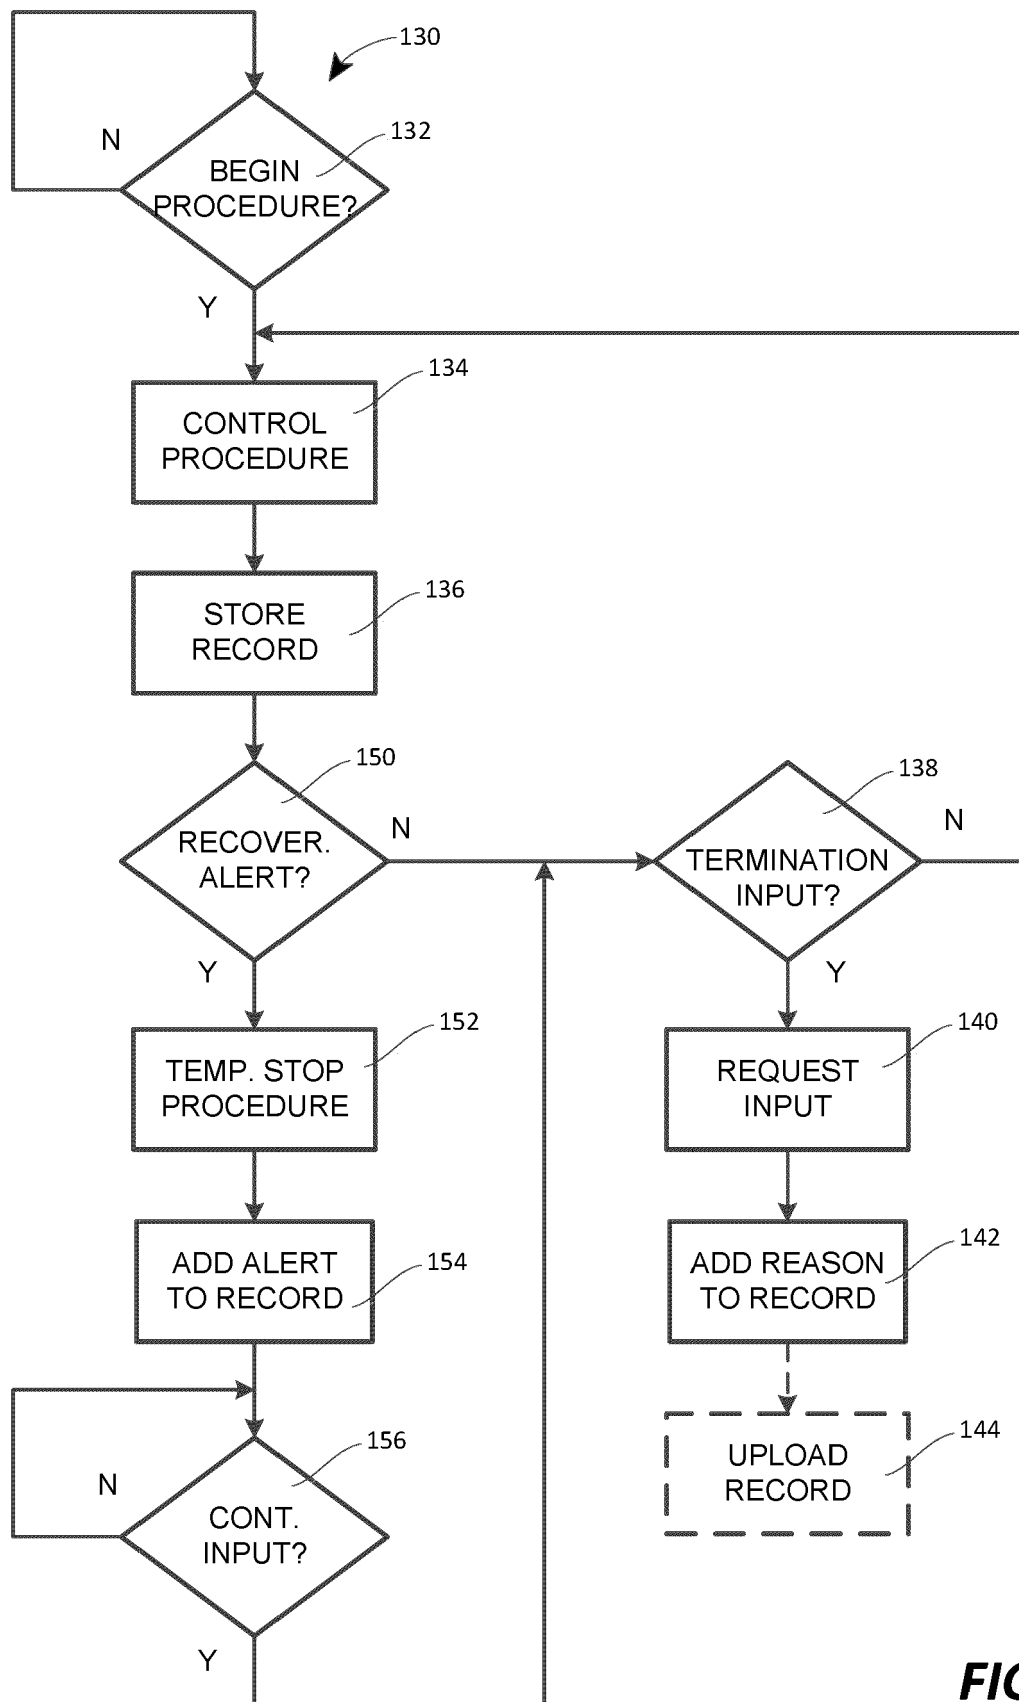 130
N
132
BEGIN
PROCEDURE?
Y
134
CONTROL
PROCEDURE
136
STORE
RECORD
150
138
N
N
RECOVER.
ALERT?
TERMINATION
INPUT?
Y
Y
152
140
TEMP. STOP
PROCEDURE
REQUEST
INPUT
154
142
ADD ALERT
TO RECORD
ADD REASON
TO RECORD
156
144
N
UPLOAD
RECORD
CONT.
INPUT?
Y
FIG